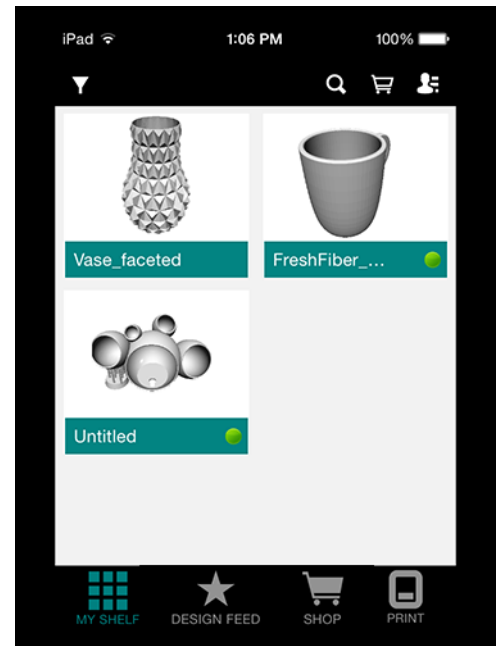 iPad 1:06 PM 100%
Vase_faceted FreshFiber_...
Untitled
MY SHELF DESIGN FEED SHOP PRINT